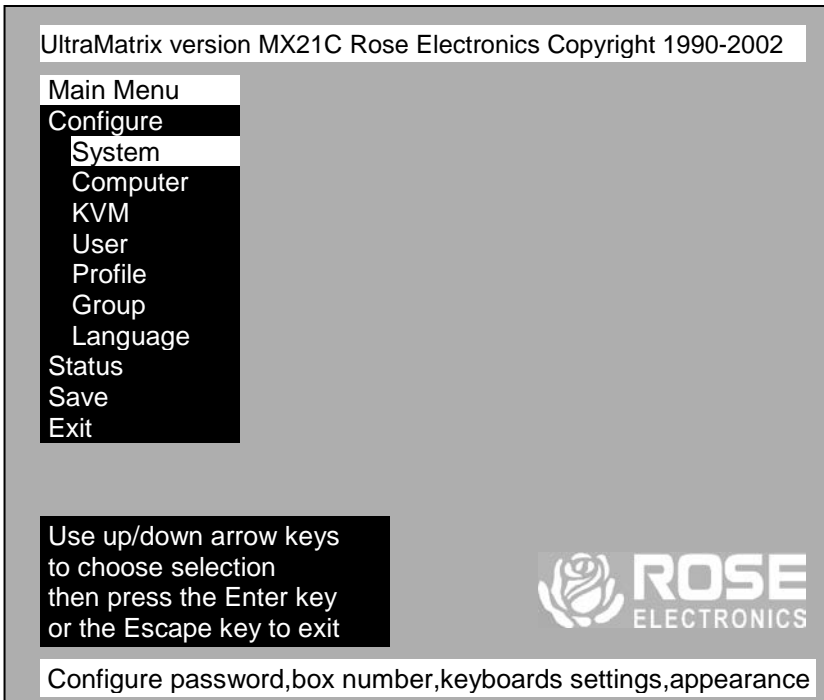 UltraMatrix version MX21C Rose Electronics Copyright 1990-2002
Main Menu
Configure
System
Computer
KVM
User
Profile
Group
Language
Status
Save
Exit
Use up/down arrow keys
to choose selection
then press the Enter key
or the Escape key to exit
ROSE
ELECTRONICS
Configure password,box number,keyboards settings,appearance